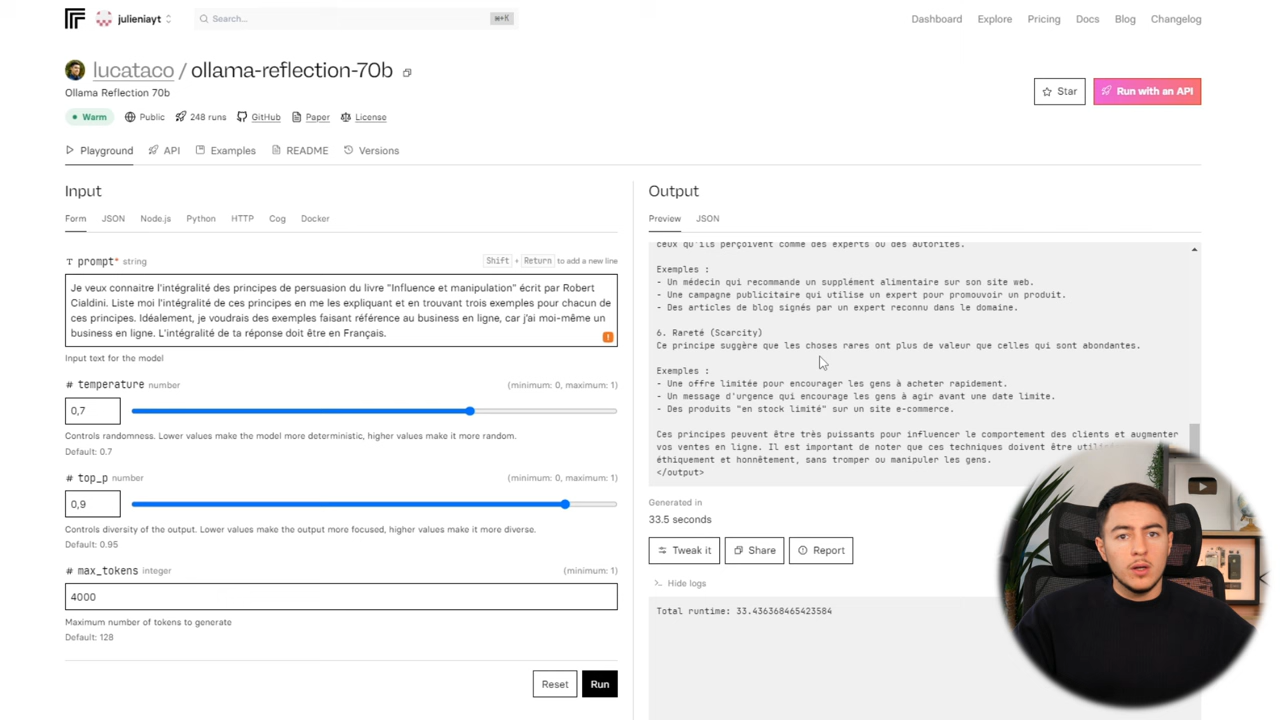 julieniayt
Search...
⌘+K
Dashboard
Explore
Pricing
Docs
Blog
Changelog
lucataco / ollama-reflection-70b
Ollama Reflection 70b
Star
Run with an API
Warm
Public
248 runs
GitHub
Paper
License
Playground
API
Examples
README
Versions
Input
Form
JSON
Node.js
Python
HTTP
Cog
Docker
T prompt* string
Shift + Return to add a new line
Je veux connaitre l'intégralité des principes de persuasion du livre "Influence et manipulation" écrit par Robert
Cialdini. Liste moi l'intégralité de ces principes en me les expliquant et en trouvant trois exemples pour chacun de
ces principes. Idéalement, je voudrais des exemples faisant référence au business en ligne, car j'ai moi-même un
business en ligne. L'intégralité de ta réponse doit être en Français.
Input text for the model
# temperature number
(minimum: 0, maximum: 1)
0,7
Controls randomness. Lower values make the model more deterministic, higher values make it more random.
Default: 0.7
# top_p number
(minimum: 0, maximum: 1)
0,9
Controls diversity of the output. Lower values make the output more focused, higher values make it more diverse.
Default: 0.95
# max_tokens integer
(minimum: 1)
4000
Maximum number of tokens to generate
Default: 128
Reset
Run
Output
Preview
JSON
ceux qu'ils perçoivent comme des experts ou des autorités.
Exemples :
- Un médecin qui recommande un supplément alimentaire sur son site web.
- Une campagne publicitaire qui utilise un expert pour promouvoir un produit.
- Des articles de blog signés par un expert reconnu dans le domaine.
6. Rareté (Scarcity)
Ce principe suggère que les choses rares ont plus de valeur que celles qui sont abondantes.
Exemples :
- Une offre limitée pour encourager les gens à acheter rapidement.
- Un message d'urgence qui encourage les gens à agir avant une date limite.
- Des produits "en stock limité" sur un site e-commerce.
Ces principes peuvent être très puissants pour influencer le comportement des clients et augmenter
vos ventes en ligne. Il est important de noter que ces techniques doivent être
éthiquement et honnêtement, sans tromper ou manipuler les gens.
</output>
Generated in
33.5 seconds
Tweak it
Share
Report
Hide logs
Total runtime: 33.436368465423584